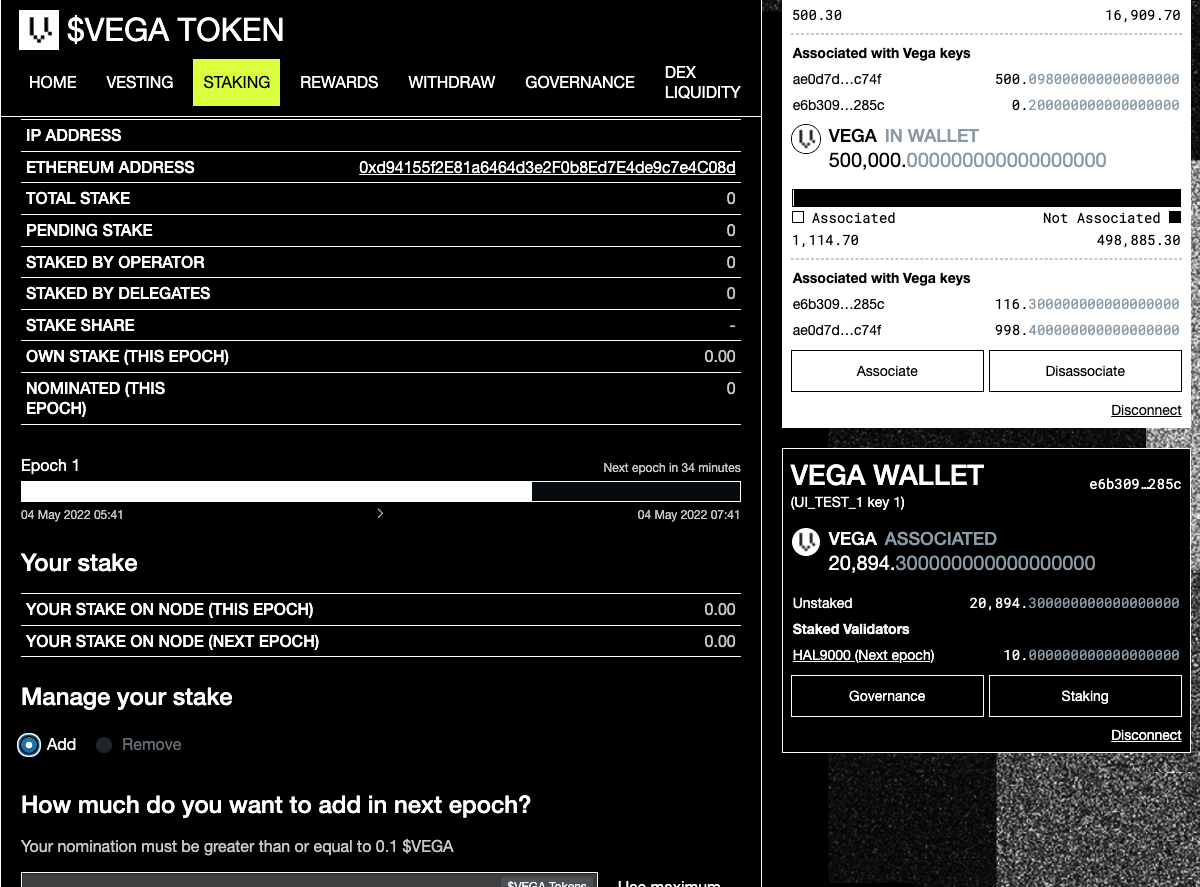 $VEGA TOKEN
HOME VESTING STAKING REWARDS WITHDRAW GOVERNANCE DEX LIQUIDITY
IP ADDRESS
ETHEREUM ADDRESS 0xd94155f2E81a6464d3e2F0b8Ed7E4de9c7e4C08d
TOTAL STAKE 0
PENDING STAKE 0
STAKED BY OPERATOR 0
STAKED BY DELEGATES 0
STAKE SHARE -
OWN STAKE (THIS EPOCH) 0.00
NOMINATED (THIS EPOCH) 0
Epoch 1 Next epoch in 34 minutes
04 May 2022 05:41 04 May 2022 07:41
Your stake
YOUR STAKE ON NODE (THIS EPOCH) 0.00
YOUR STAKE ON NODE (NEXT EPOCH) 0.00
Manage your stake
Add Remove
How much do you want to add in next epoch?
Your nomination must be greater than or equal to 0.1 $VEGA
$VEGA Tokens Use maximum
500.30 16,909.70
Associated with Vega keys
ae0d7d…c74f 500.098000000000000000
e6b309…285c 0.200000000000000000
VEGA IN WALLET
500,000.000000000000000000
Associated Not Associated
1,114.70 498,885.30
Associated with Vega keys
e6b309…285c 116.300000000000000000
ae0d7d…c74f 998.400000000000000000
Associate Disassociate
Disconnect
VEGA WALLET e6b309…285c
(UI_TEST_1 key 1)
VEGA ASSOCIATED
20,894.300000000000000000
Unstaked 20,894.300000000000000000
Staked Validators
HAL9000 (Next epoch) 10.000000000000000000
Governance Staking
Disconnect